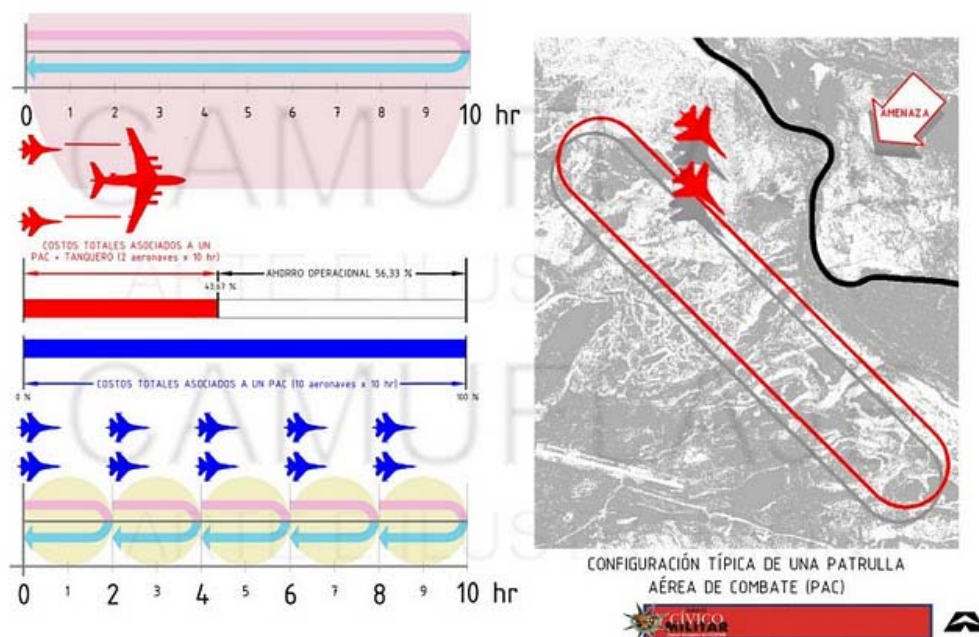 0 1 2 3 4 5 6 7 8 9 10 hr
COSTOS TOTALES ASOCIADOS A UN
PAC + TANQUERO (2 aeronaves x 10 hr)
AHORRO OPERACIONAL 56,33 %
43,67 %
COSTOS TOTALES ASOCIADOS A UN PAC (10 aeronaves x 10 hr)
0 %
100 %
0 1 2 3 4 5 6 7 8 9 10 hr
AMENAZA
CONFIGURACIÓN TÍPICA DE UNA PATRULLA
AÉREA DE COMBATE (PAC)
CÍVICO
MILITAR